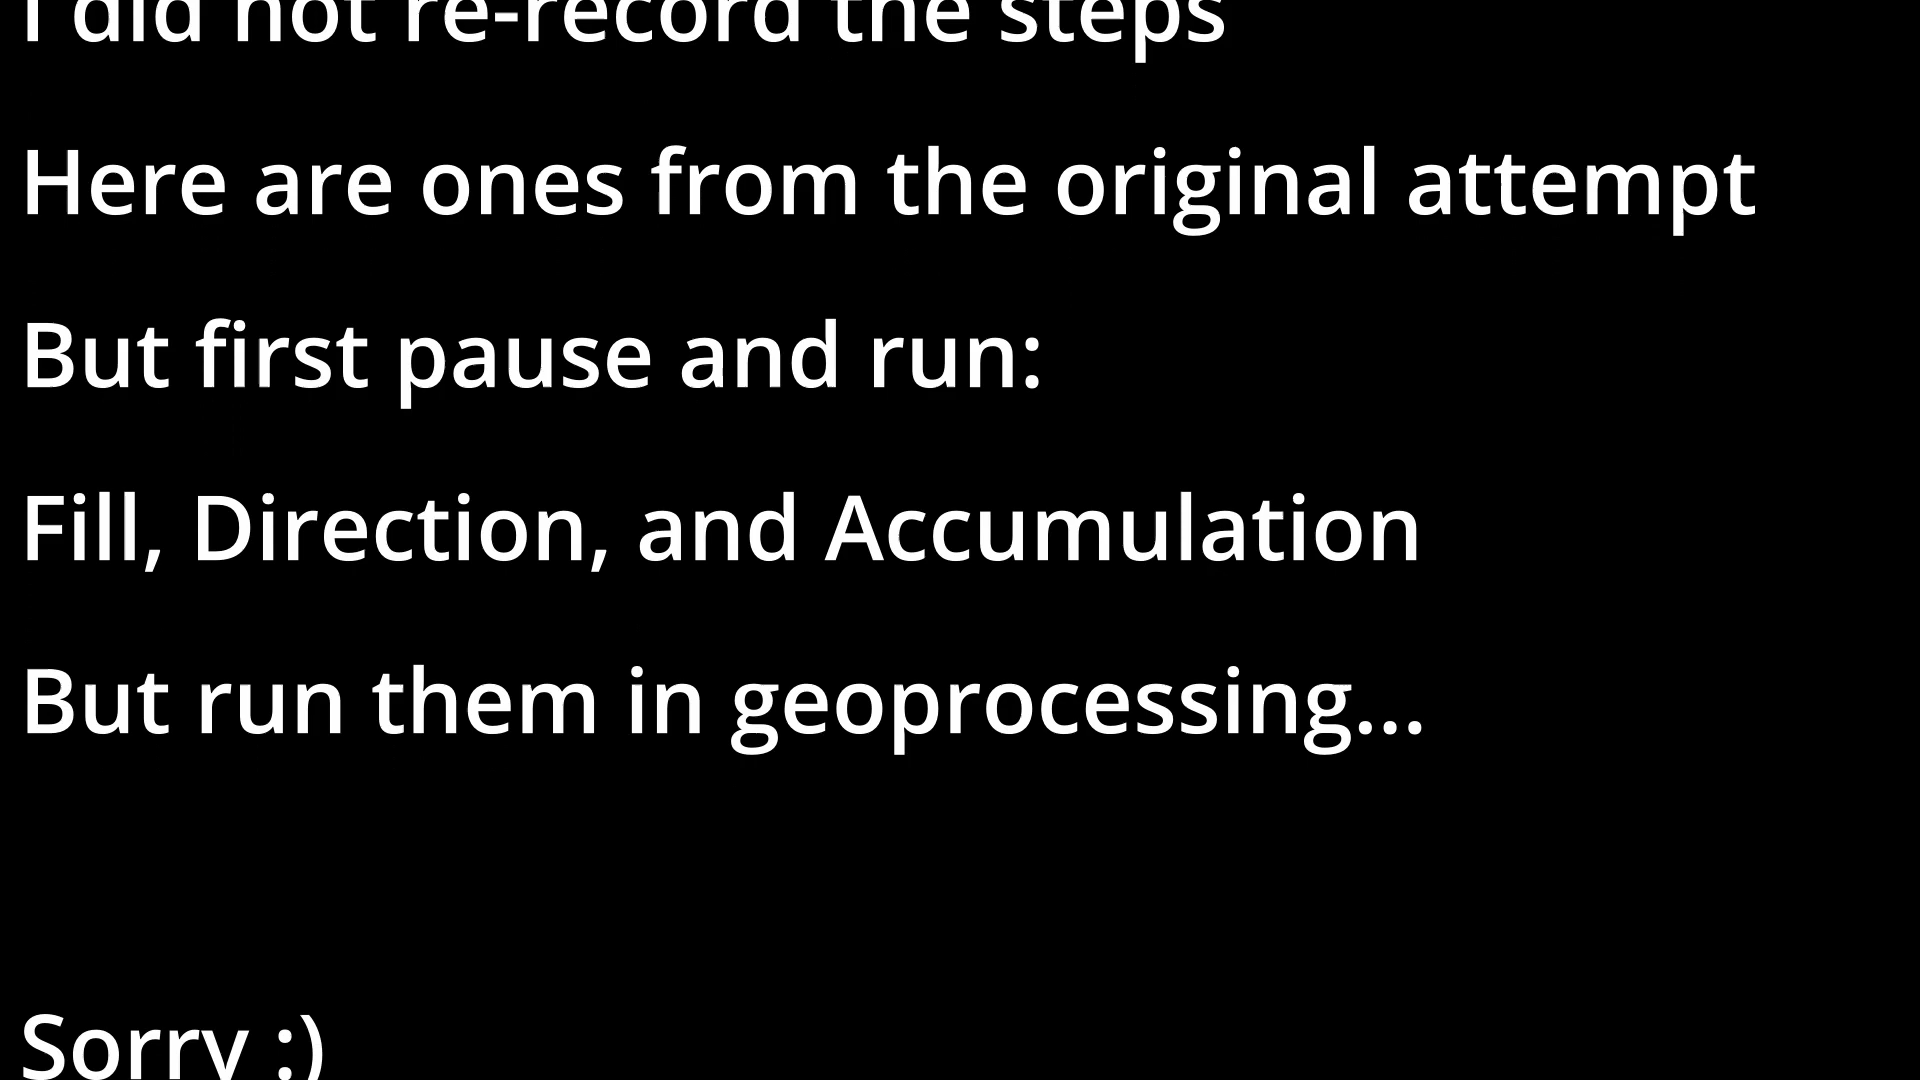 I did not re-record the steps
Here are ones from the original attempt
But first pause and run:
Fill, Direction, and Accumulation
But run them in geoprocessing...
Sorry :)